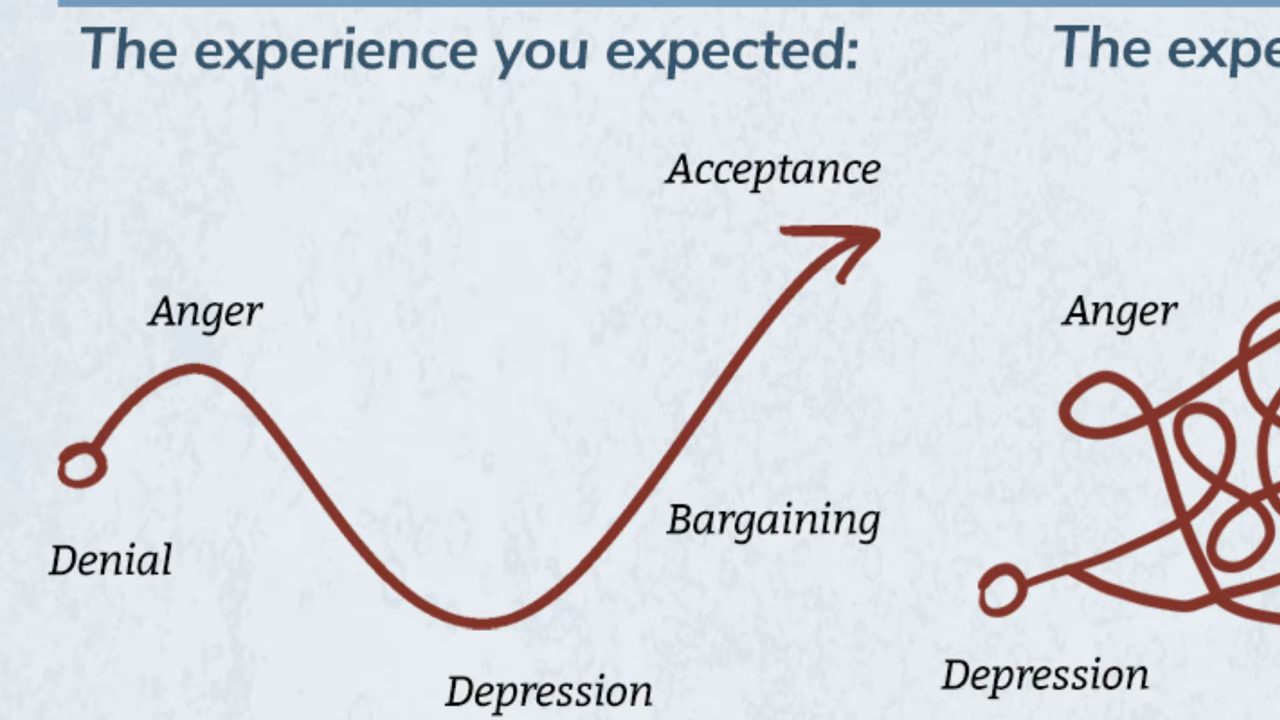 The experience you expected:
The expe
Acceptance
Anger
Anger
Bargaining
Denial
Depression
Depression